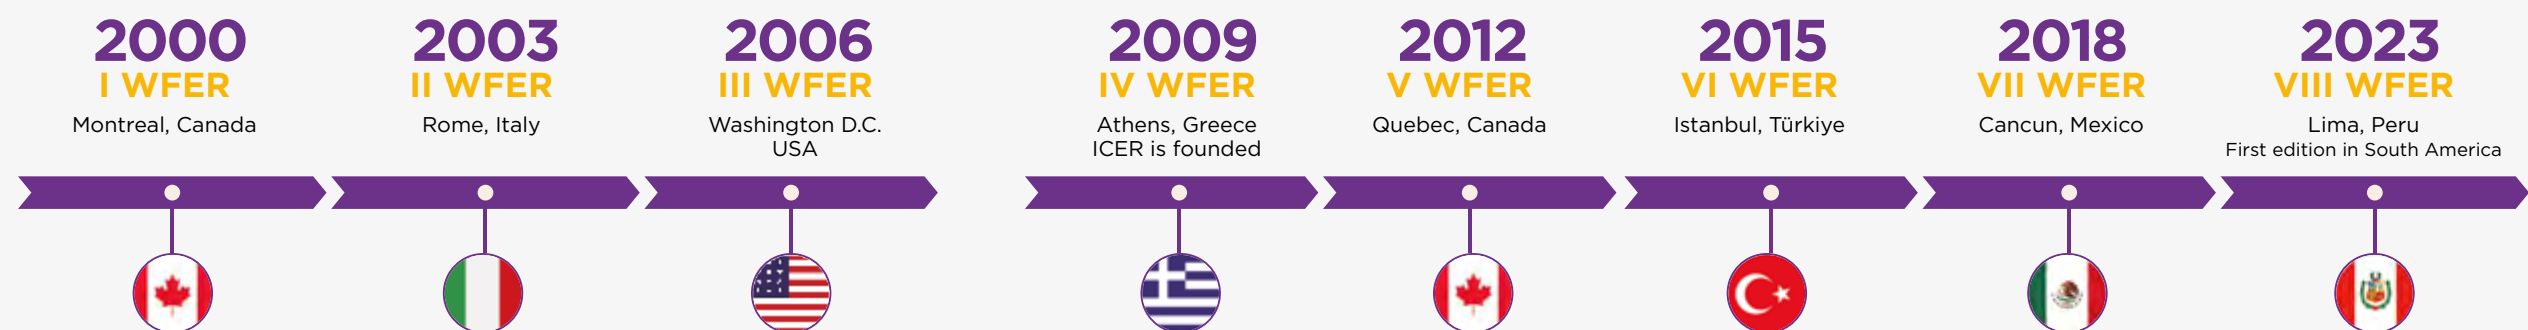 2000
I WFER
Montreal, Canada
2003
II WFER
Rome, Italy
2006
III WFER
Washington D.C.
USA
2009
IV WFER
Athens, Greece
ICER is founded
2012
V WFER
Quebec, Canada
2015
VI WFER
Istanbul, Türkiye
2018
VII WFER
Cancun, Mexico
2023
VIII WFER
Lima, Peru
First edition in South America